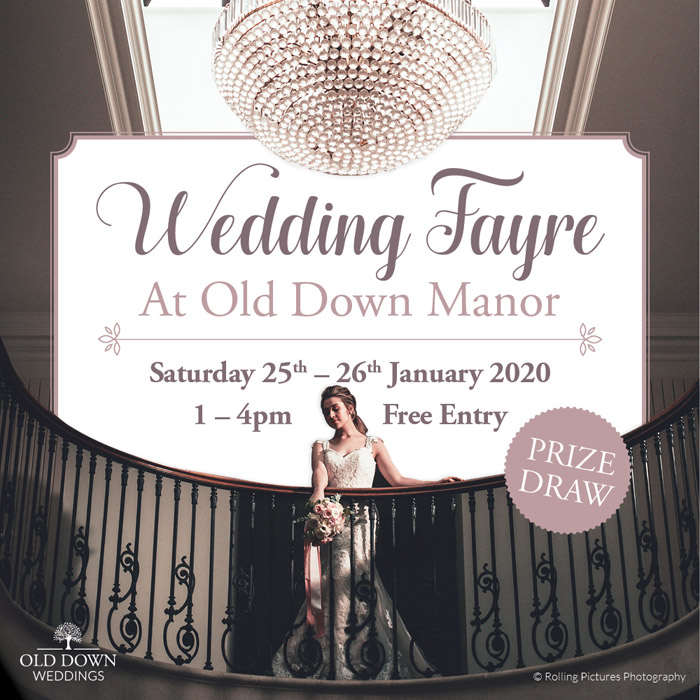 Wedding Fayre
At Old Down Manor
Saturday 25th – 26th January 2020
1 – 4pm Free Entry
PRIZE
DRAW
OLD DOWN
WEDDINGS
© Rolling Pictures Photography